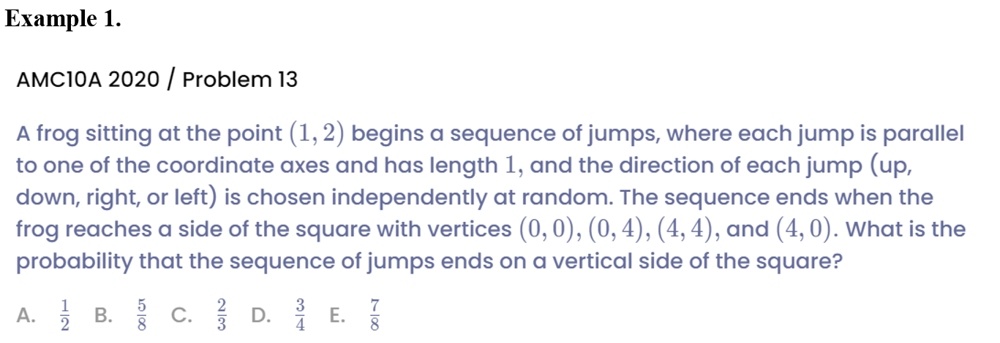 Example 1.
AMC10A 2020 / Problem 13
A frog sitting at the point (1, 2) begins a sequence of jumps, where each jump is parallel
to one of the coordinate axes and has length 1, and the direction of each jump (up,
down, right, or left) is chosen independently at random. The sequence ends when the
frog reaches a side of the square with vertices (0, 0), (0, 4), (4, 4), and (4, 0). What is the
probability that the sequence of jumps ends on a vertical side of the square?
A. 1/2 B. 5/8 C. 2/3 D. 3/4 E. 7/8